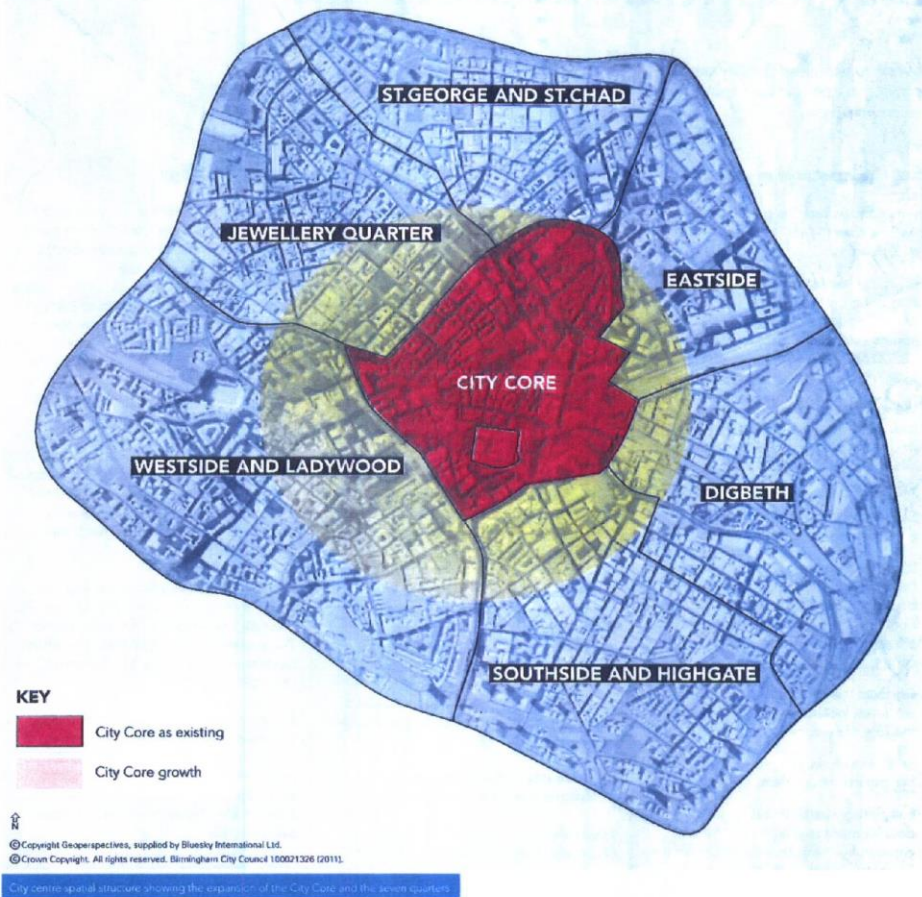 ST.GEORGE AND ST.CHAD
JEWELLERY QUARTER
EASTSIDE
CITY CORE
WESTSIDE AND LADYWOOD
DIGBETH
SOUTHSIDE AND HIGHGATE
KEY
City Core as existing
City Core growth
N
© Copyright Geoperspectives, supplied by Bluesky International Ltd.
© Crown Copyright. All rights reserved. Birmingham City Council 100021326 (2011).
City centre spatial structure showing the expansion of the City Core and the seven quarters